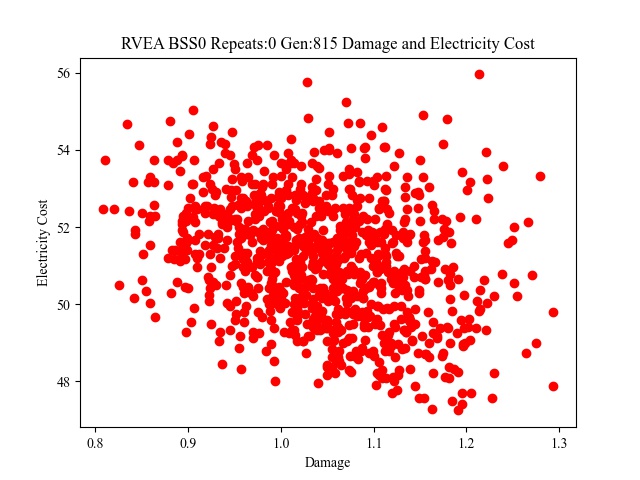 RVEA BSS0 Repeats:0 Gen:815 Damage and Electricity Cost
56
54
52
50
48
Electricity Cost
0.8 0.9 1.0 1.1 1.2 1.3
Damage